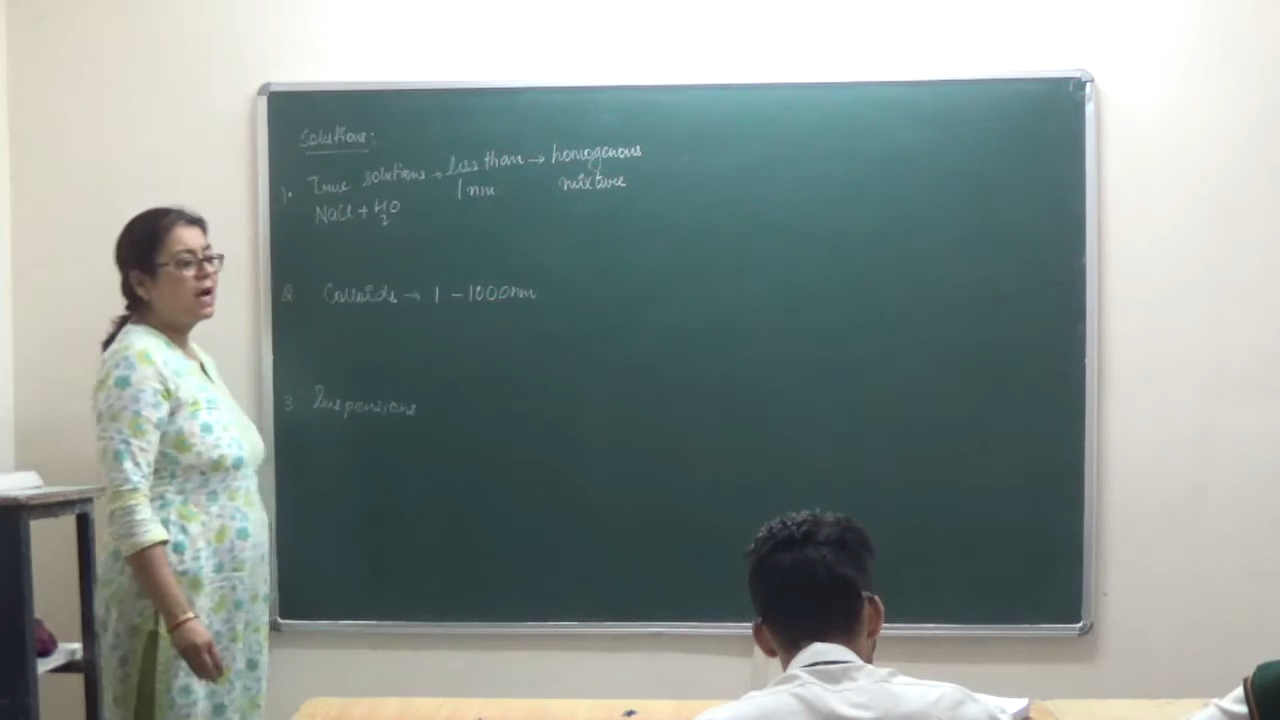 Solutions:
1. True solutions → less than → homogenous
1 nm mixture
NaCl + H2O
2 Colloids → 1 - 1000nm
3 Suspensions